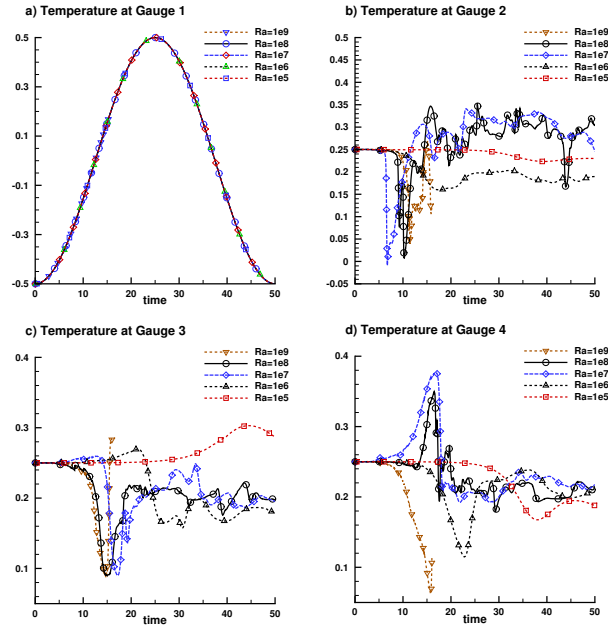 a) Temperature at Gauge 1
Ra=1e9
Ra=1e8
Ra=1e7
Ra=1e6
Ra=1e5
0.5
0.3
0.1
-0.1
-0.3
-0.5
0 10 20 30 40 50
time
b) Temperature at Gauge 2
Ra=1e9
Ra=1e8
Ra=1e7
Ra=1e6
Ra=1e5
0.5
0.45
0.4
0.35
0.3
0.25
0.2
0.15
0.1
0.05
0
-0.05
0 10 20 30 40 50
time
c) Temperature at Gauge 3
Ra=1e9
Ra=1e8
Ra=1e7
Ra=1e6
Ra=1e5
0.4
0.3
0.2
0.1
0 10 20 30 40 50
time
d) Temperature at Gauge 4
Ra=1e9
Ra=1e8
Ra=1e7
Ra=1e6
Ra=1e5
0.4
0.3
0.2
0.1
0 10 20 30 40 50
time